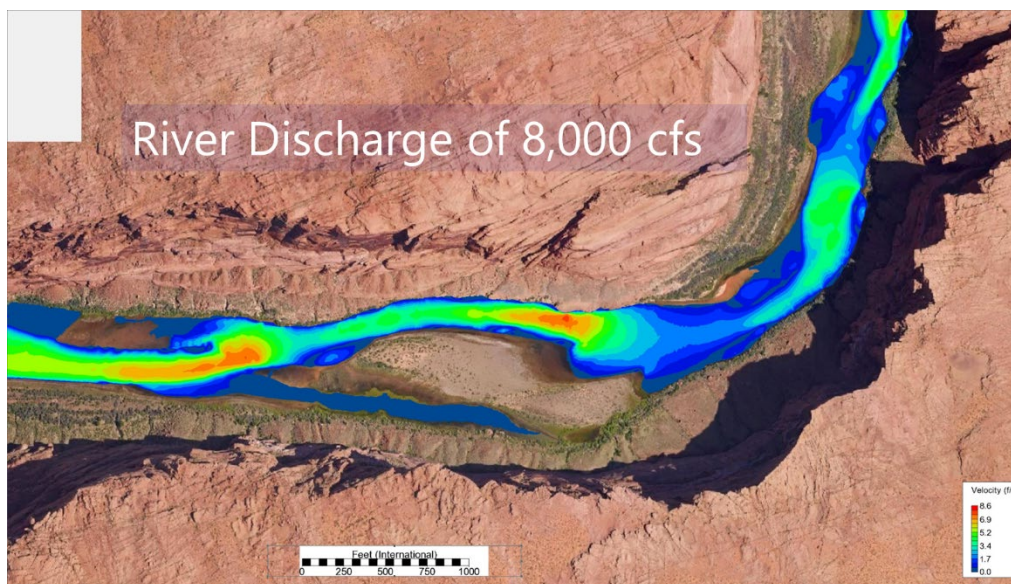 River Discharge of 8,000 cfs
Velocity (f/
8.6
6.9
5.2
3.4
1.7
0.0
Feet (International)
0 250 500 750 1000